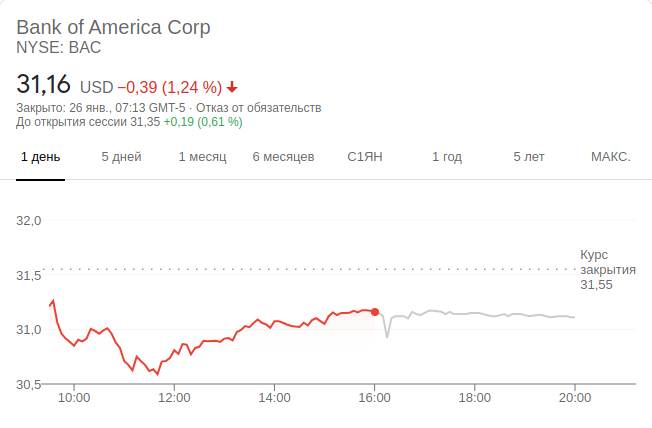 Bank of America Corp
NYSE: BAC
31,16 USD −0,39 (1,24 %)
Закрыто: 26 янв., 07:13 GMT-5 · Отказ от обязательств
До открытия сессии 31,35 +0,19 (0,61 %)
1 день 5 дней 1 месяц 6 месяцев С1ЯН 1 год 5 лет МАКС.
32,0
Курс
31,5 закрытия
31,55
31,0
30,5
10:00 12:00 14:00 16:00 18:00 20:00